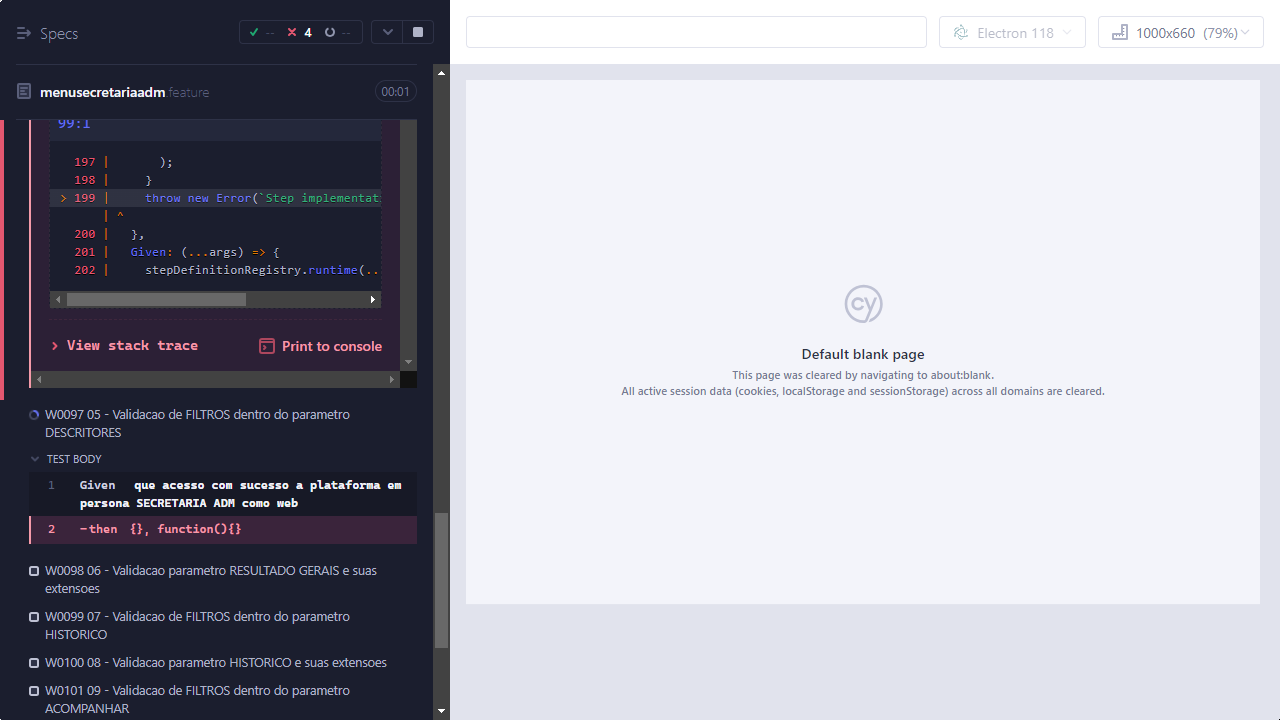 Specs
--
4
--
Electron 118
1000x660 (79%)
menusecretariaadm feature
00:01
99:1
197 | );
198 | }
> 199 | throw new Error(`Step implementat
| ^
200 | },
201 | Given: (...args) => {
202 | stepDefinitionRegistry.runtime(..
> View stack trace
Print to console
W0097 05 - Validacao de FILTROS dentro do parametro
DESCRITORES
TEST BODY
1 Given que acesso com sucesso a plataforma em
persona SECRETARIA ADM como web
2 -then {}, function(){}
W0098 06 - Validacao parametro RESULTADO GERAIS e suas
extensoes
W0099 07 - Validacao de FILTROS dentro do parametro
HISTORICO
W0100 08 - Validacao parametro HISTORICO e suas extensoes
W0101 09 - Validacao de FILTROS dentro do parametro
ACOMPANHAR
cy
Default blank page
This page was cleared by navigating to about:blank.
All active session data (cookies, localStorage and sessionStorage) across all domains are cleared.